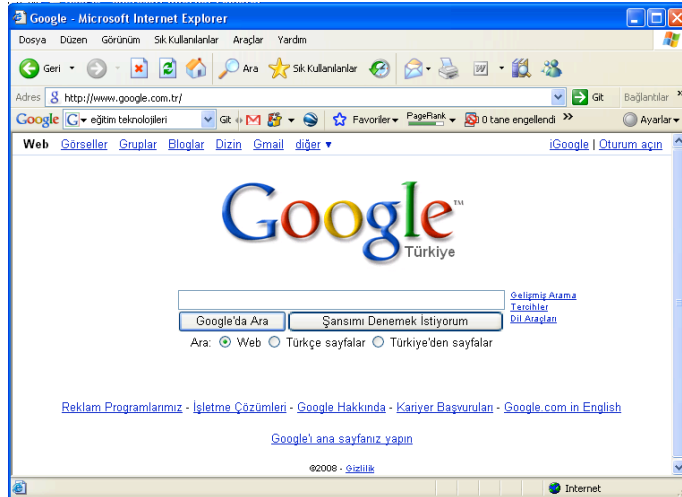 Google - Microsoft Internet Explorer
Dosya Düzen Görünüm Sık Kullanılanlar Araçlar Yardım
Geri Ara Sık Kullanılanlar
Adres http://www.google.com.tr/ Git Bağlantılar »
Google G eğitim teknolojileri Git Favoriler PageRank 0 tane engellendi » Ayarlar
Web Görseller Gruplar Bloglar Dizin Gmail diğer ▼ iGoogle | Oturum açın
Google™
Türkiye
Gelişmiş Arama
Tercihler
Dil Araçları
Google'da Ara Şansımı Denemek İstiyorum
Ara: Web Türkçe sayfalar Türkiye'den sayfalar
Reklam Programlarımız - İşletme Çözümleri - Google Hakkında - Kariyer Başvuruları - Google.com in English
Google'ı ana sayfanız yapın
©2008 - Gizlilik
Internet